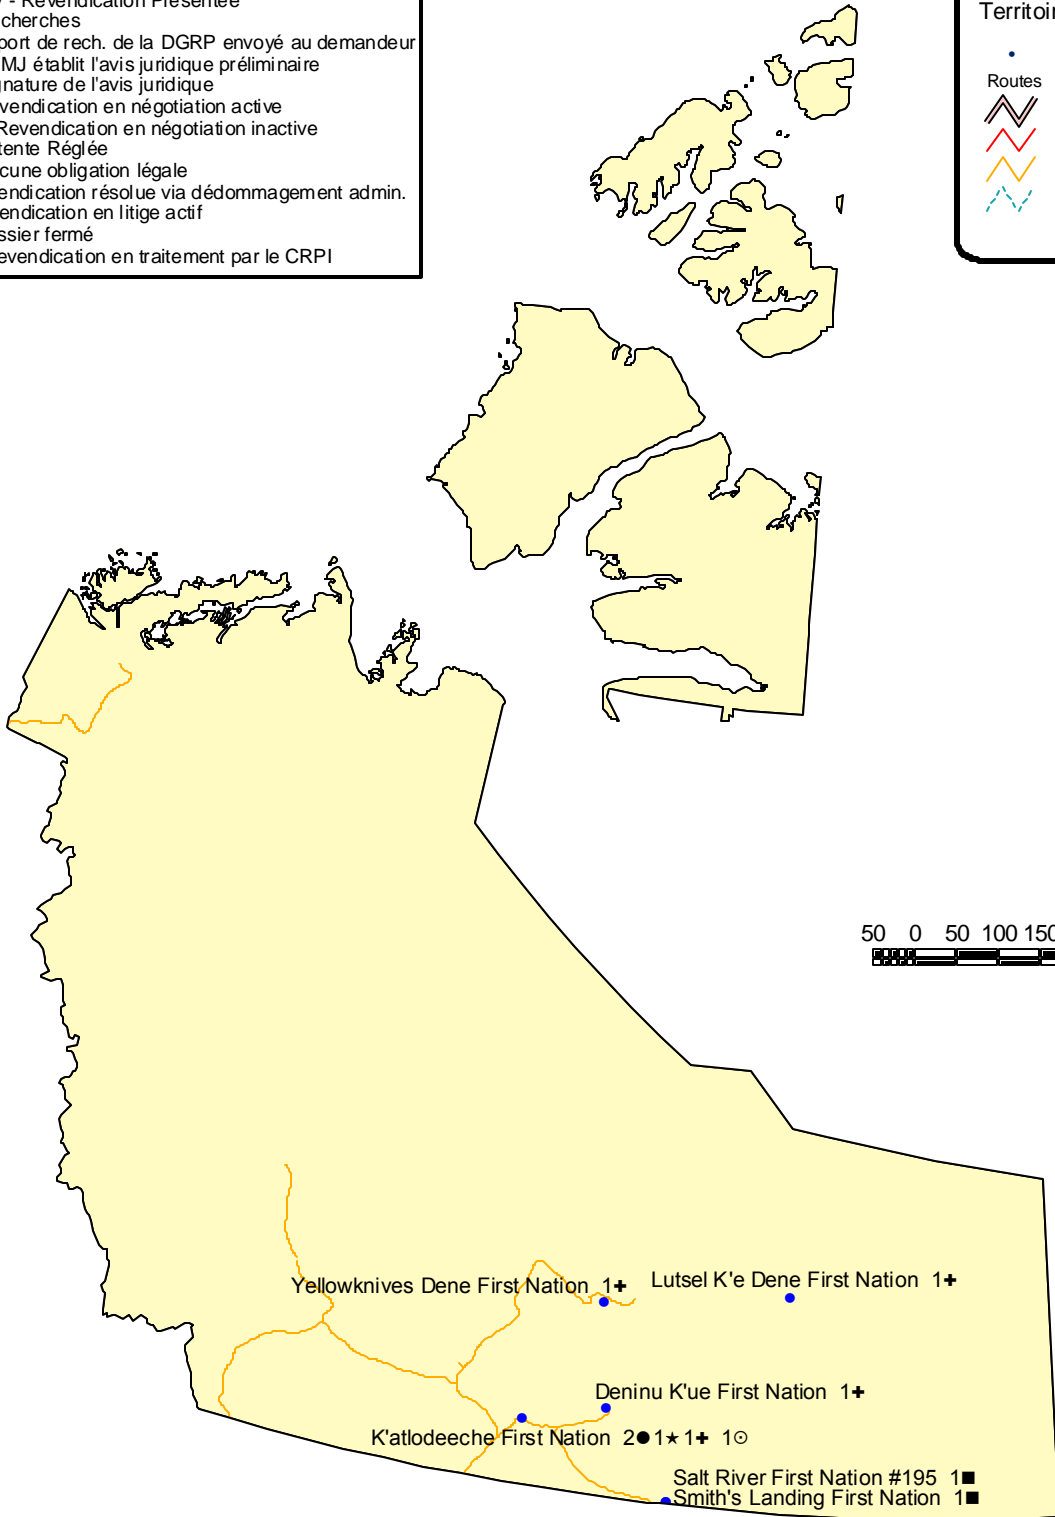 - Revendication Présentée
cherches
port de rech. de la DGRP envoyé au demandeur
MJ établit l'avis juridique préliminaire
gnature de l'avis juridique
vendication en négotiation active
Revendication en négotiation inactive
tente Réglée
cune obligation légale
endication résolue via dédommagement admin.
endication en litige actif
ssier fermé
evendication en traitement par le CRPI
Territoir
Routes
50 0 50 100 150
Yellowknives Dene First Nation 1✚
Lutsel K'e Dene First Nation 1✚
Deninu K'ue First Nation 1✚
K'atlodeeche First Nation 2●1★1✚ 1⊙
Salt River First Nation #195 1■
Smith's Landing First Nation 1■